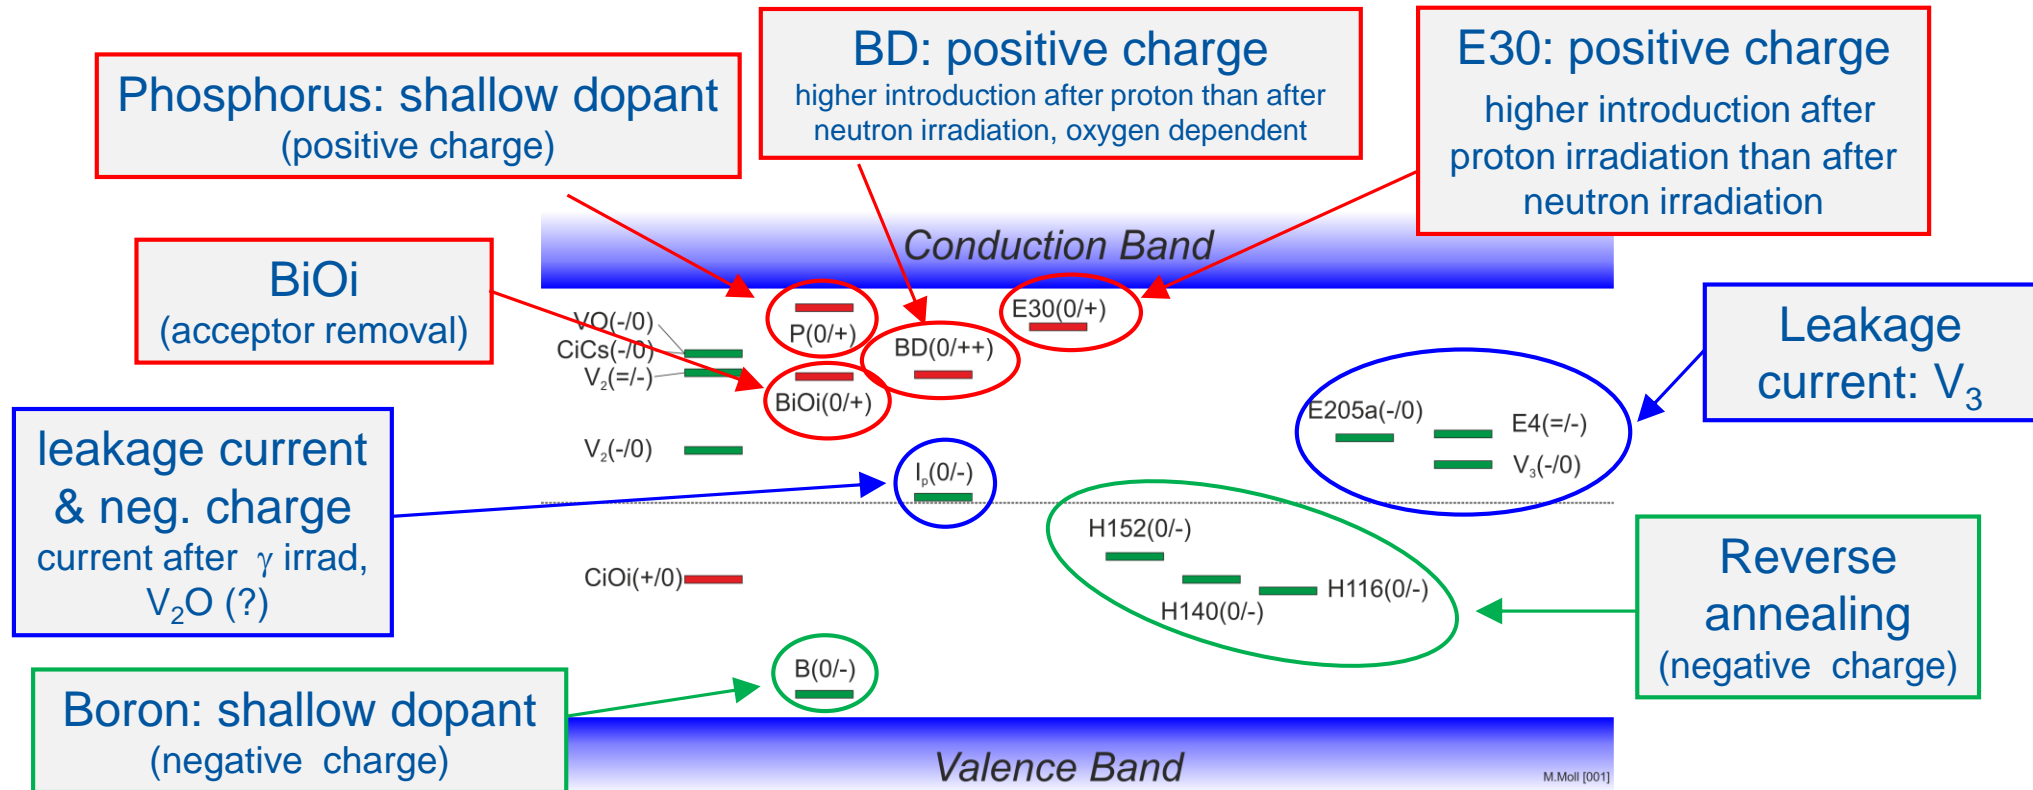 Phosphorus: shallow dopant
(positive charge)
BD: positive charge
higher introduction after proton than after
neutron irradiation, oxygen dependent
E30: positive charge
higher introduction after
proton irradiation than after
neutron irradiation
BiOi
(acceptor removal)
Conduction Band
VO(-/0)
CiCs(-/0)
V₂(=/-)
P(0/+)
BiOi(0/+)
BD(0/++)
E30(0/+)
Leakage
current: V₃
leakage current
& neg. charge
current after γ irrad,
V₂O (?)
V₂(-/0)
Iₚ(0/-)
E205a(-/0)
E4(=/-)
V₃(-/0)
H152(0/-)
H140(0/-)
H116(0/-)
CiOi(+/0)
Reverse
annealing
(negative charge)
Boron: shallow dopant
(negative charge)
B(0/-)
Valence Band
M.Moll [001]